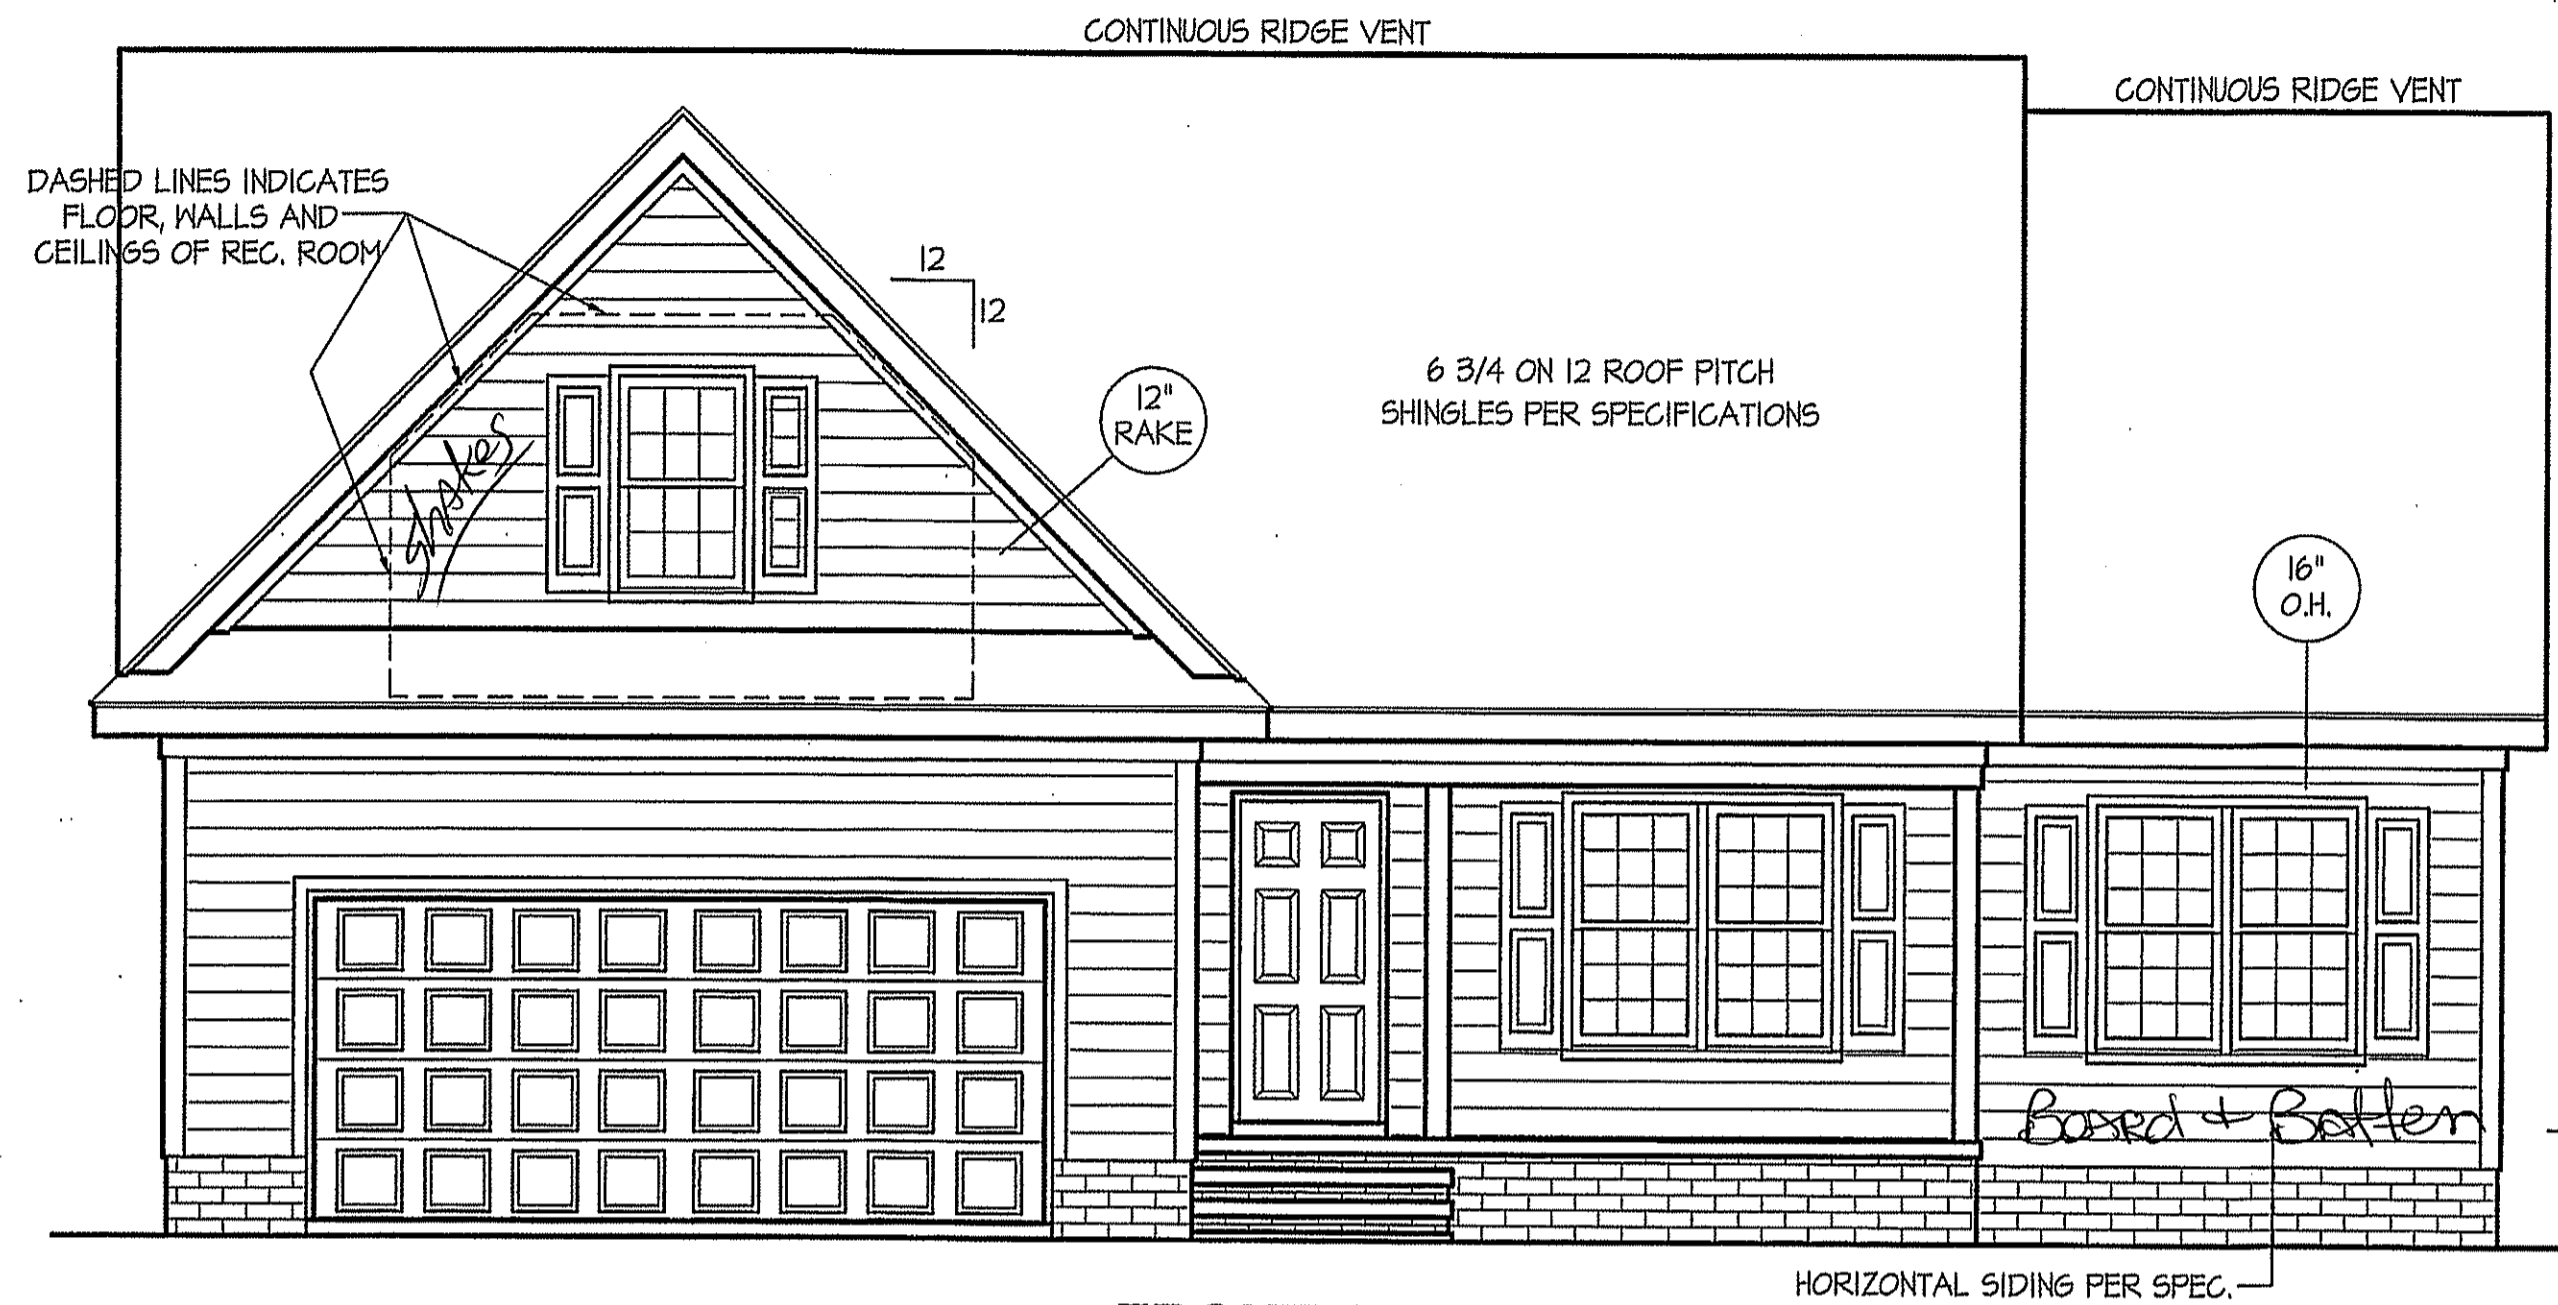 CONTINUOUS RIDGE VENT
CONTINUOUS RIDGE VENT
DASHED LINES INDICATES
FLOOR, WALLS AND
CEILINGS OF REC. ROOM
12
12
6 3/4 ON 12 ROOF PITCH
SHINGLES PER SPECIFICATIONS
12"
RAKE
Shakes
16"
O.H.
Board + Batten
HORIZONTAL SIDING PER SPEC.